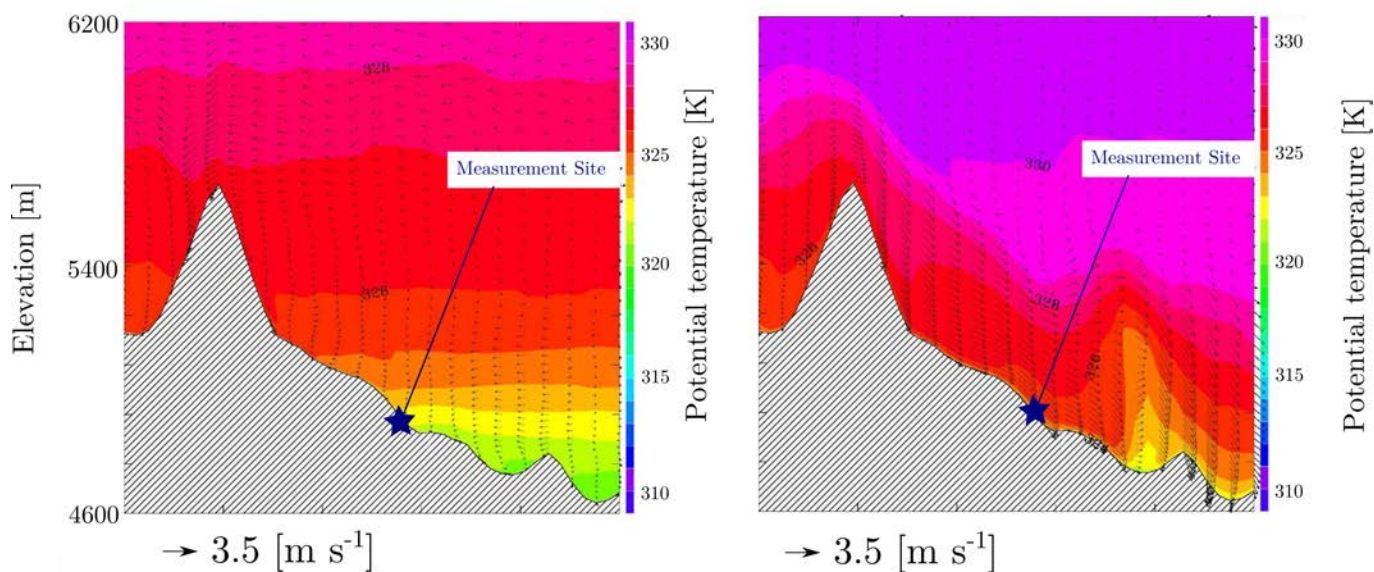 6200
5400
4600
Elevation [m]
328
326
Measurement Site
330
325
320
315
310
Potential temperature [K]
→ 3.5 [m s⁻¹]
330
328
326
326
Measurement Site
330
325
320
315
310
Potential temperature [K]
→ 3.5 [m s⁻¹]